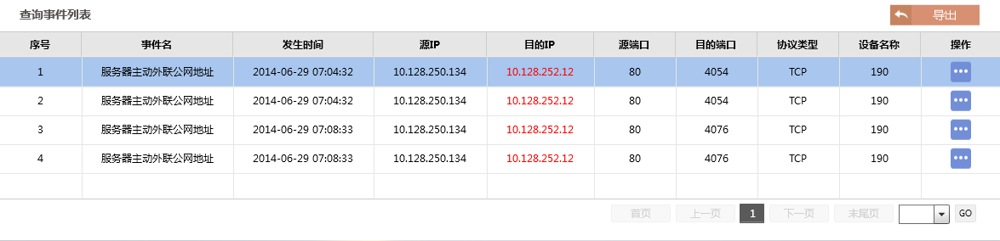 查询事件列表 导出
序号 事件名 发生时间 源IP 目的IP 源端口 目的端口 协议类型 设备名称 操作
1 服务器主动外联公网地址 2014-06-29 07:04:32 10.128.250.134 10.128.252.12 80 4054 TCP 190
2 服务器主动外联公网地址 2014-06-29 07:04:32 10.128.250.134 10.128.252.12 80 4054 TCP 190
3 服务器主动外联公网地址 2014-06-29 07:08:33 10.128.250.134 10.128.252.12 80 4076 TCP 190
4 服务器主动外联公网地址 2014-06-29 07:08:33 10.128.250.134 10.128.252.12 80 4076 TCP 190
首页 上一页 1 下一页 末尾页 GO